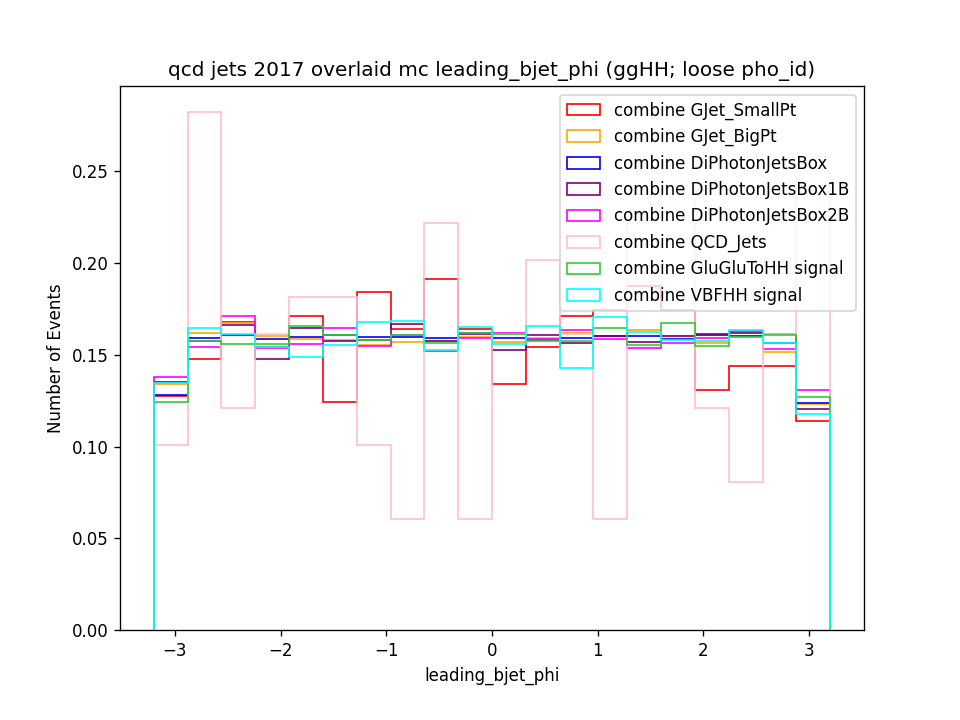 qcd jets 2017 overlaid mc leading_bjet_phi (ggHH; loose pho_id)
combine GJet_SmallPt
combine GJet_BigPt
combine DiPhotonJetsBox
combine DiPhotonJetsBox1B
combine DiPhotonJetsBox2B
combine QCD_Jets
combine GluGluToHH signal
combine VBFHH signal
Number of Events
0.25
0.20
0.15
0.10
0.05
0.00
−3 −2 −1 0 1 2 3
leading_bjet_phi